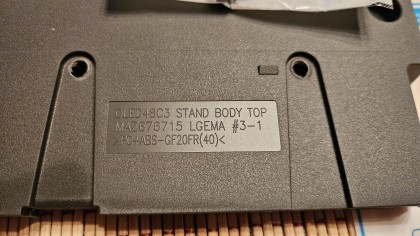 OLED48C3 STAND BODY TOP
MAZ676715 LGEMA #3-1
>PC+ABS-GF20FR(40)<